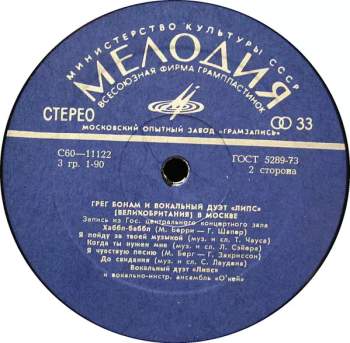 МИНИСТЕРСТВО КУЛЬТУРЫ СССР
МЕЛОДИЯ
ВСЕСОЮЗНАЯ ФИРМА ГРАМПЛАСТИНОК
СТЕРЕО
33
МОСКОВСКИЙ ОПЫТНЫЙ ЗАВОД «ГРАМЗАПИСЬ»
С60—11122
ГОСТ 5289-73
3 гр. 1-90
2 сторона
ГРЕГ БОНАМ И ВОКАЛЬНЫЙ ДУЭТ «ЛИПС»
(ВЕЛИКОБРИТАНИЯ) В МОСКВЕ
Запись из Гос. центрального концертного зала
Хаббл-баббл (М. Берри — Г. Шапер)
Я пойду за твоей музыкой (муз. и сл. Т. Чауса)
Когда ты нужен мне (муз. и сл. Л. Сэйера)
Я чувствую песню (М. Берг — Г. Закриссон)
До свидания (муз. и сл. С. Лаудана)
Вокальный дуэт «Липс»
и вокально-инстр. ансамбль «О'кей»